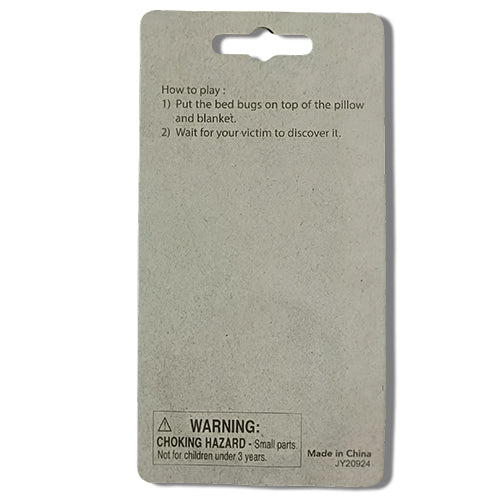 How to play :
1) Put the bed bugs on top of the pillow
and blanket.
2) Wait for your victim to discover it.
WARNING:
CHOKING HAZARD - Small parts.
Not for children under 3 years.
Made in China
JY20924